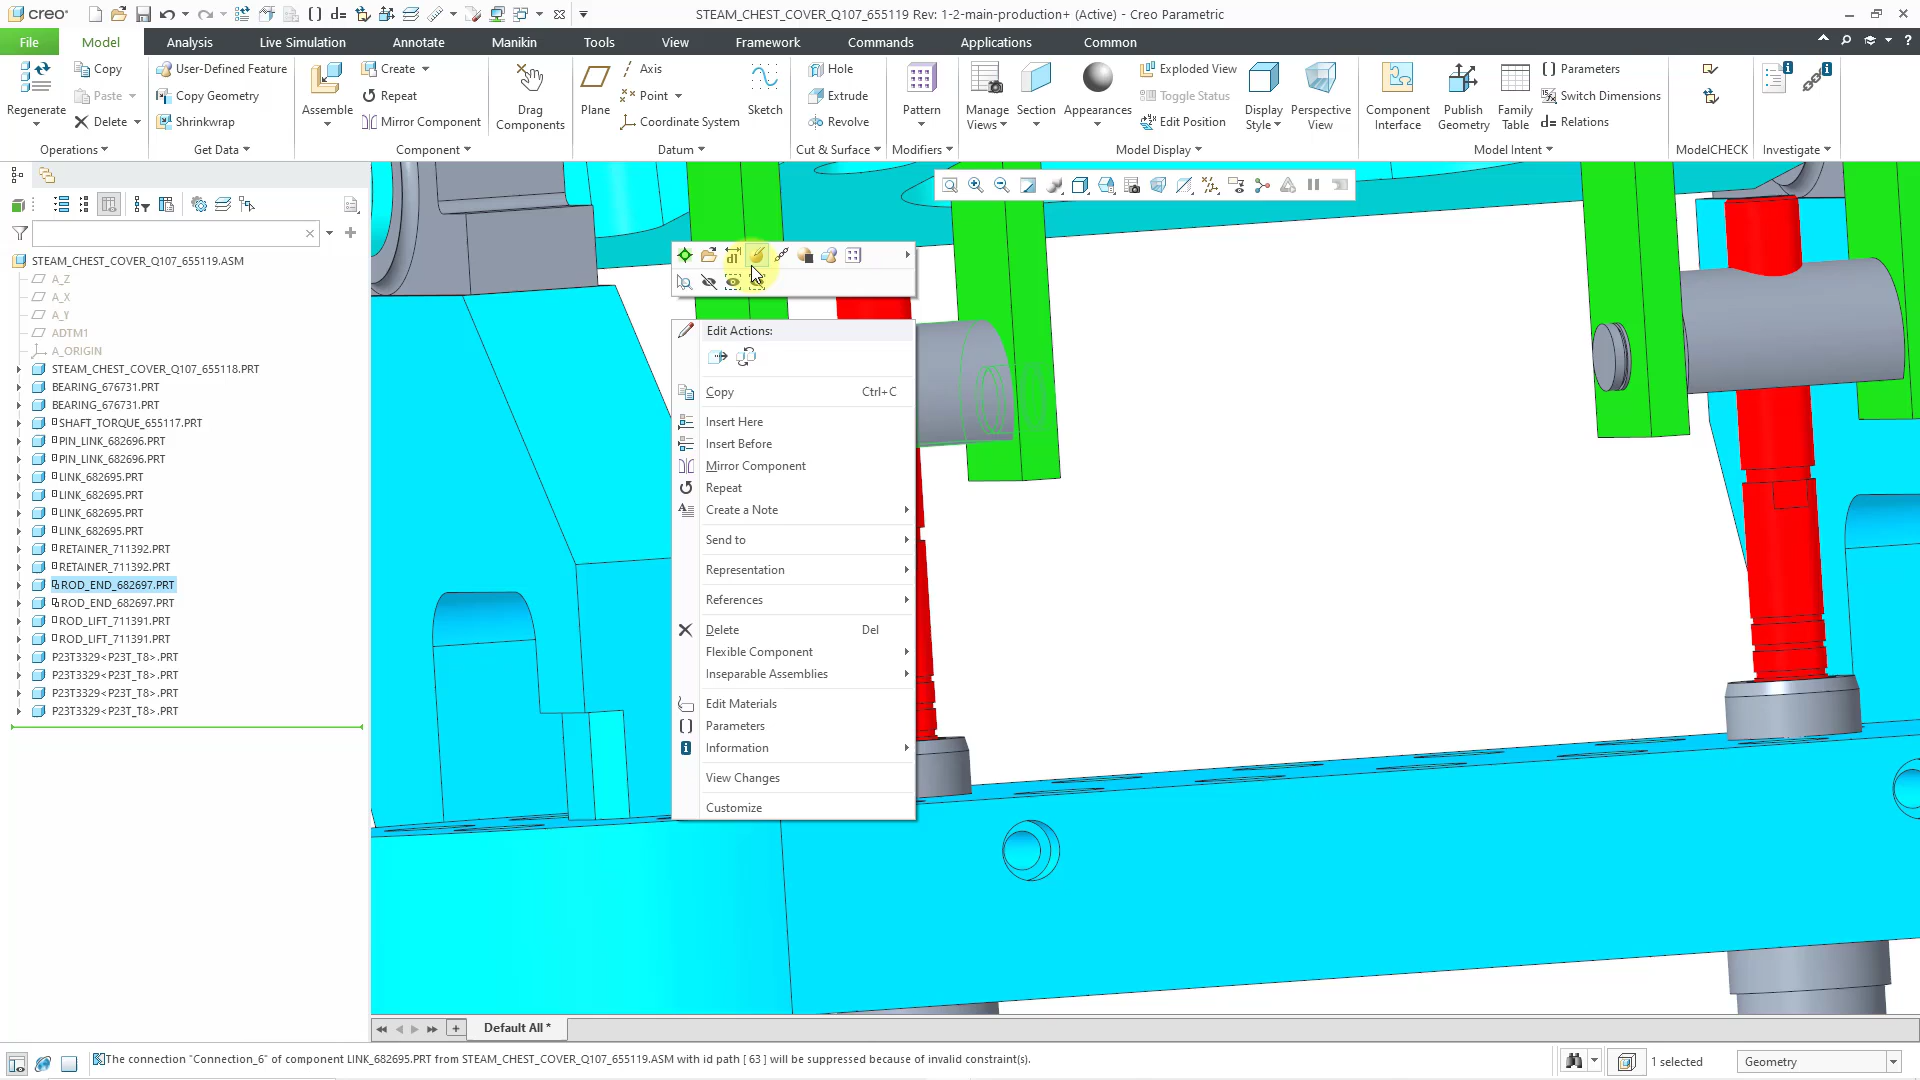 creo
STEAM_CHEST_COVER_Q107_655119 Rev: 1-2-main-production+ (Active) - Creo Parametric
File Model Analysis Live Simulation Annotate Manikin Tools View Framework Commands Applications Common
Regenerate
Copy
Paste
Delete
Operations
User-Defined Feature
Copy Geometry
Shrinkwrap
Get Data
Assemble
Create
Repeat
Mirror Component
Component
Drag
Components
Plane
Axis
Point
Coordinate System
Sketch
Datum
Hole
Extrude
Revolve
Cut & Surface
Pattern
Modifiers
Manage
Views
Section
Appearances
Exploded View
Toggle Status
Edit Position
Display
Style
Perspective
View
Model Display
Component
Interface
Publish
Geometry
Family
Table
Parameters
Switch Dimensions
Relations
Model Intent
ModelCHECK
Investigate
STEAM_CHEST_COVER_Q107_655119.ASM
A_Z
A_X
A_Y
ADTM1
A_ORIGIN
STEAM_CHEST_COVER_Q107_655118.PRT
BEARING_676731.PRT
BEARING_676731.PRT
SHAFT_TORQUE_655117.PRT
PIN_LINK_682696.PRT
PIN_LINK_682696.PRT
LINK_682695.PRT
LINK_682695.PRT
LINK_682695.PRT
LINK_682695.PRT
RETAINER_711392.PRT
RETAINER_711392.PRT
ROD_END_682697.PRT
ROD_END_682697.PRT
ROD_LIFT_711391.PRT
ROD_LIFT_711391.PRT
P23T3329<P23T_T8>.PRT
P23T3329<P23T_T8>.PRT
P23T3329<P23T_T8>.PRT
P23T3329<P23T_T8>.PRT
Edit Actions:
Copy Ctrl+C
Insert Here
Insert Before
Mirror Component
Repeat
Create a Note
Send to
Representation
References
Delete Del
Flexible Component
Inseparable Assemblies
Edit Materials
Parameters
Information
View Changes
Customize
Default All *
The connection "Connection_6" of component LINK_682695.PRT from STEAM_CHEST_COVER_Q107_655119.ASM with id path [ 63 ] will be suppressed because of invalid constraint(s).
1 selected
Geometry